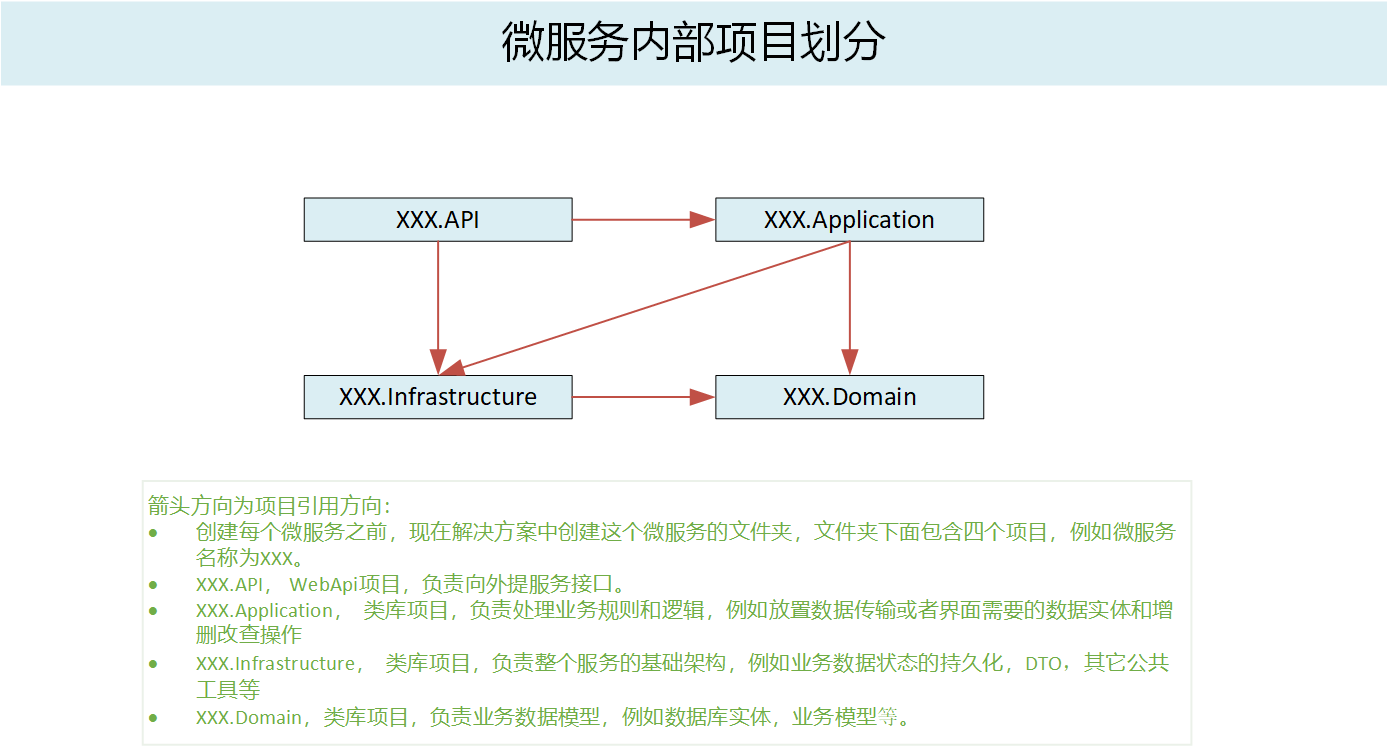 微服务内部项目划分
XXX.API
XXX.Application
XXX.Infrastructure
XXX.Domain
箭头方向为项目引用方向：
● 创建每个微服务之前，现在解决方案中创建这个微服务的文件夹，文件夹下面包含四个项目，例如微服务
名称为XXX。
● XXX.API， WebApi项目，负责向外提服务接口。
● XXX.Application， 类库项目，负责处理业务规则和逻辑，例如放置数据传输或者界面需要的数据实体和增
删改查操作
● XXX.Infrastructure， 类库项目，负责整个服务的基础架构，例如业务数据状态的持久化，DTO，其它公共
工具等
● XXX.Domain，类库项目，负责业务数据模型，例如数据库实体，业务模型等。